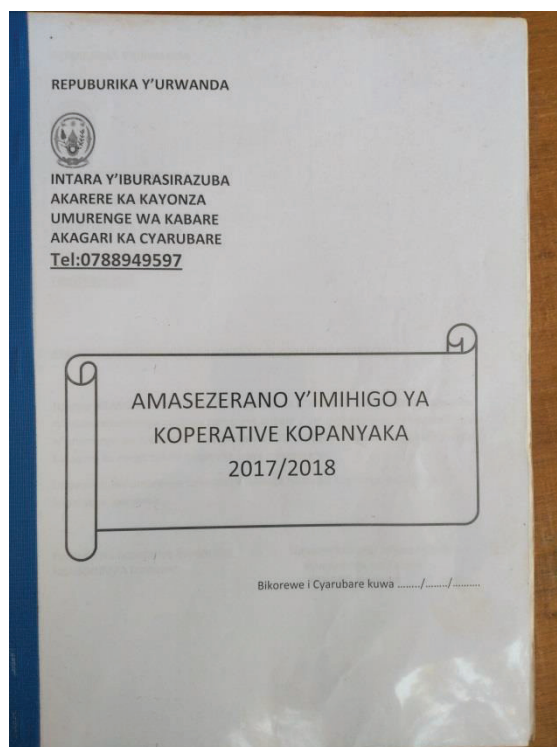 REPUBURIKA Y'URWANDA
INTARA Y'IBURASIRAZUBA
AKARERE KA KAYONZA
UMURENGE WA KABARE
AKAGARI KA CYARUBARE
Tel:0788949597
AMASEZERANO Y'IMIHIGO YA
KOPERATIVE KOPANYAKA
2017/2018
Bikorewe i Cyarubare kuwa ......../......../..........